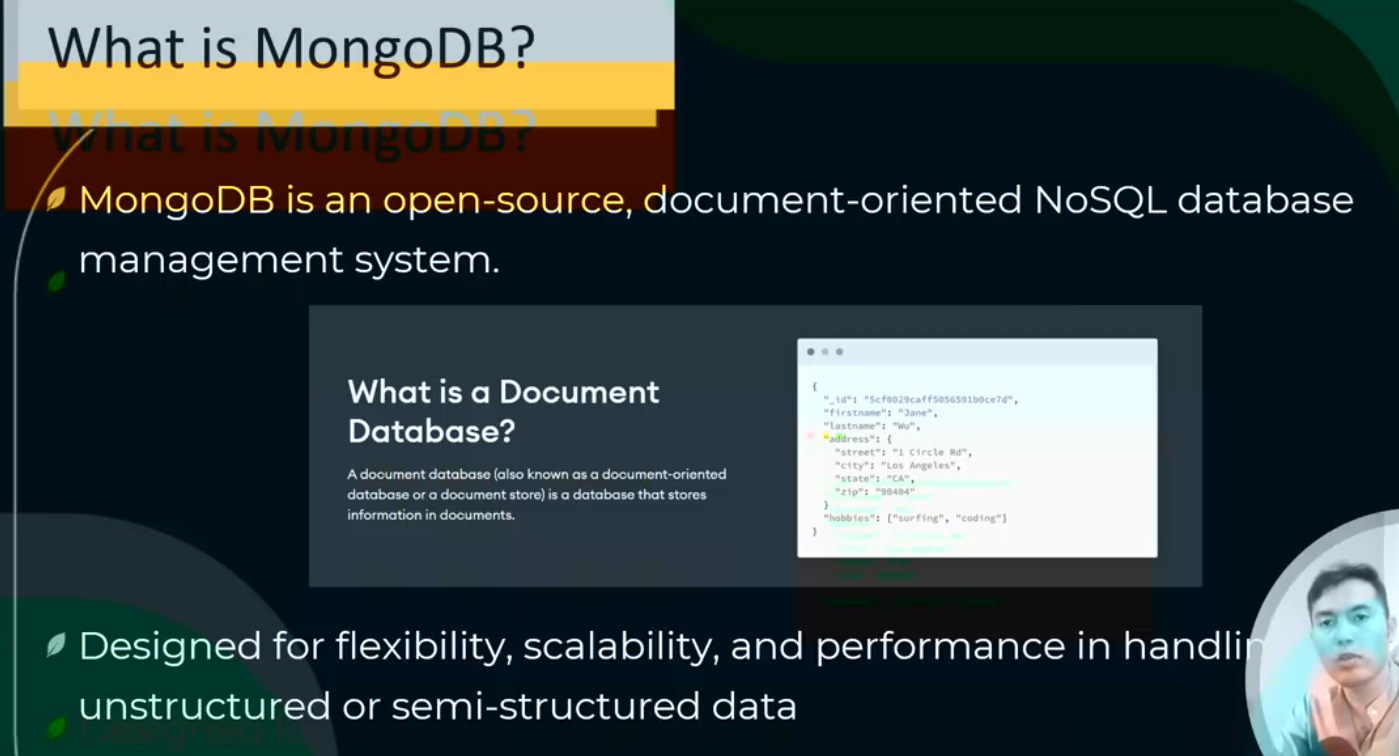 What is MongoDB?
What is MongoDB?
MongoDB is an open-source, document-oriented NoSQL database
management system.
What is a Document
Database?
A document database (also known as a document-oriented
database or a document store) is a database that stores
information in documents.
{
"_id": "5cf0029caff5056591b0ce7d",
"firstname": "Jane",
"lastname": "Wu",
"address": {
"street": "1 Circle Rd",
"city": "Los Angeles",
"state": "CA",
"zip": "90404"
}
"hobbies": ["surfing", "coding"]
}
Designed for flexibility, scalability, and performance in
unstructured or semi-structured data